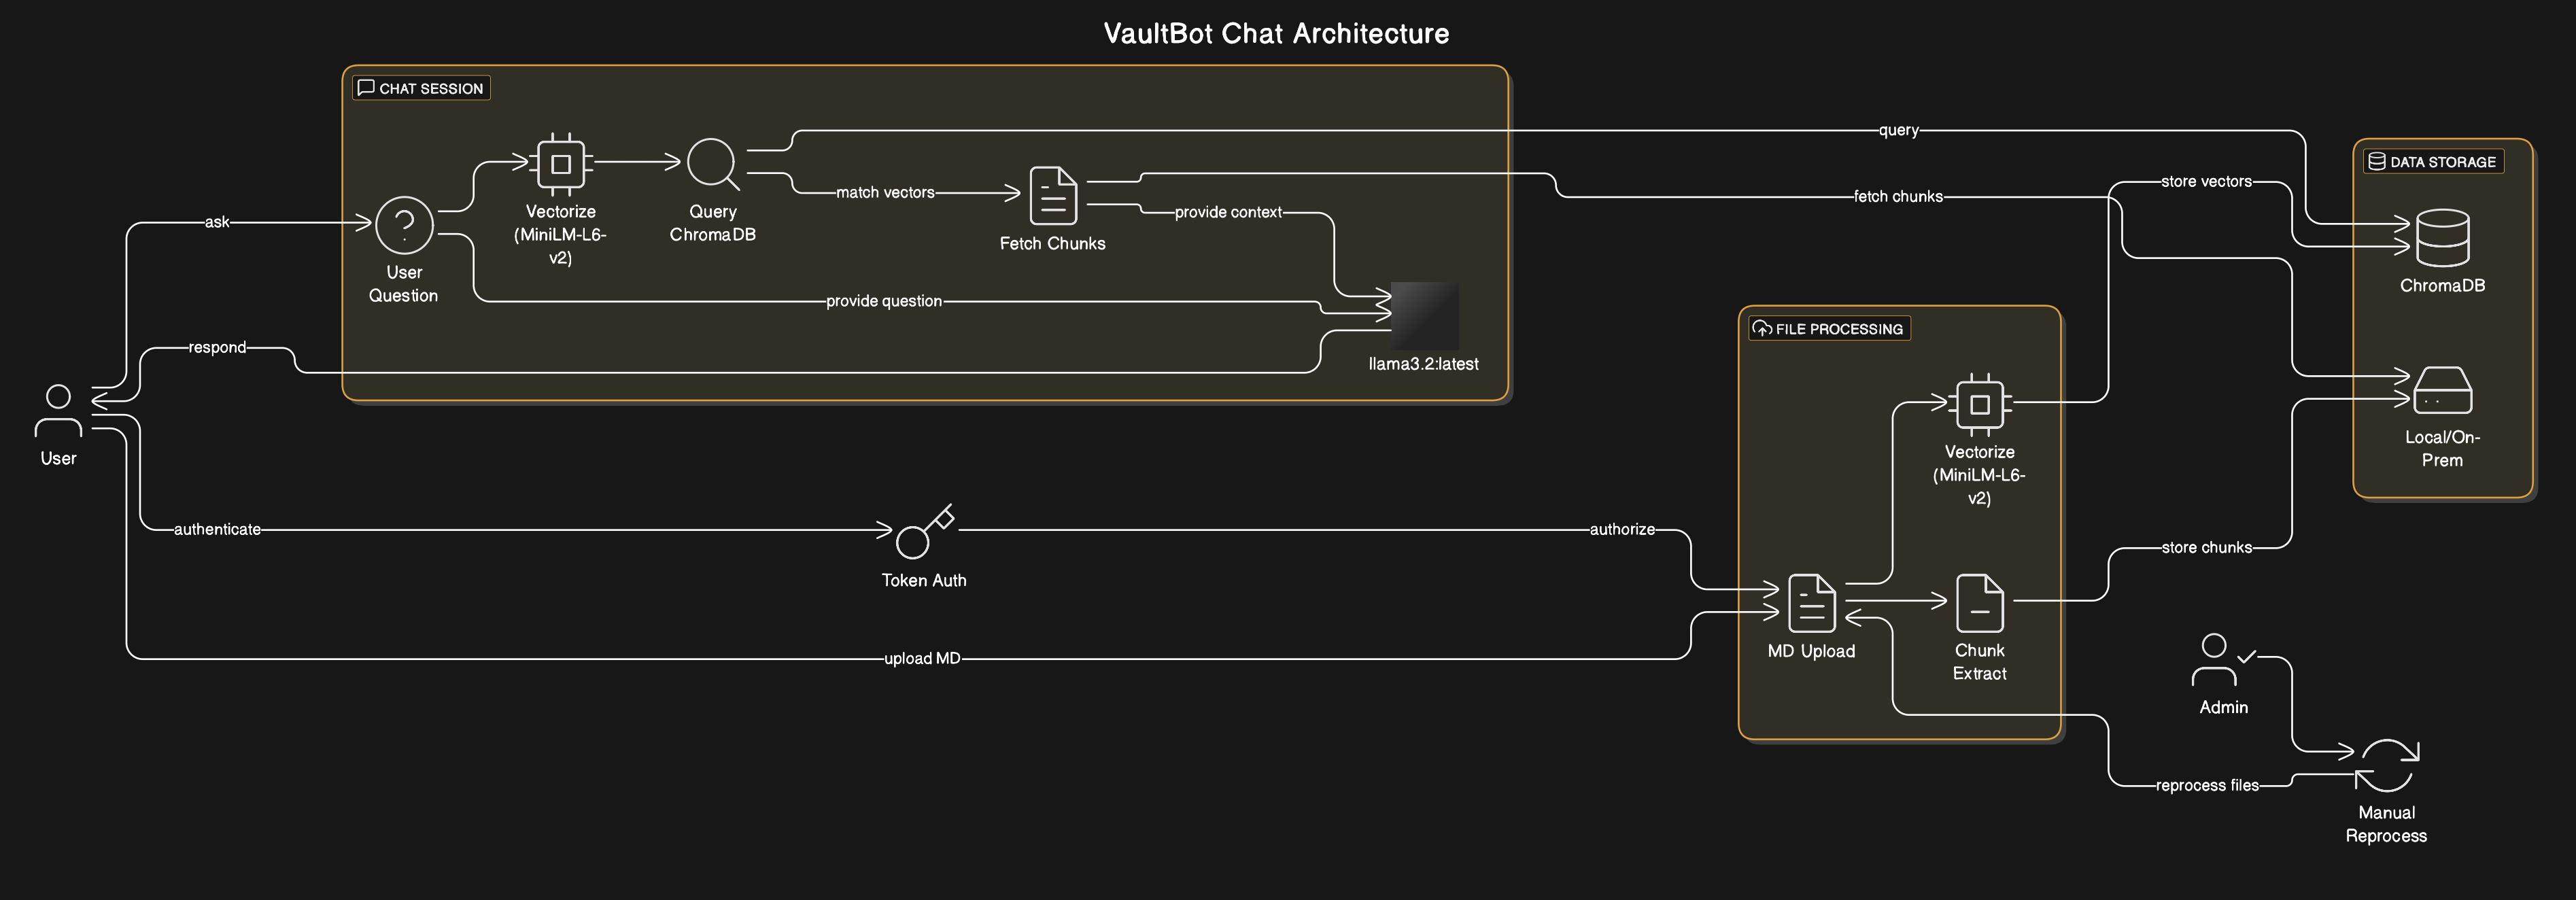 VaultBot Chat Architecture
CHAT SESSION
ask
User
Question
Vectorize
(MiniLM-L6-
v2)
Query
ChromaDB
match vectors
Fetch Chunks
provide context
provide question
llama3.2:latest
query
fetch chunks
store vectors
DATA STORAGE
ChromaDB
Local/On-
Prem
respond
User
FILE PROCESSING
Vectorize
(MiniLM-L6-
v2)
authenticate
Token Auth
authorize
upload MD
MD Upload
Chunk
Extract
store chunks
Admin
reprocess files
Manual
Reprocess